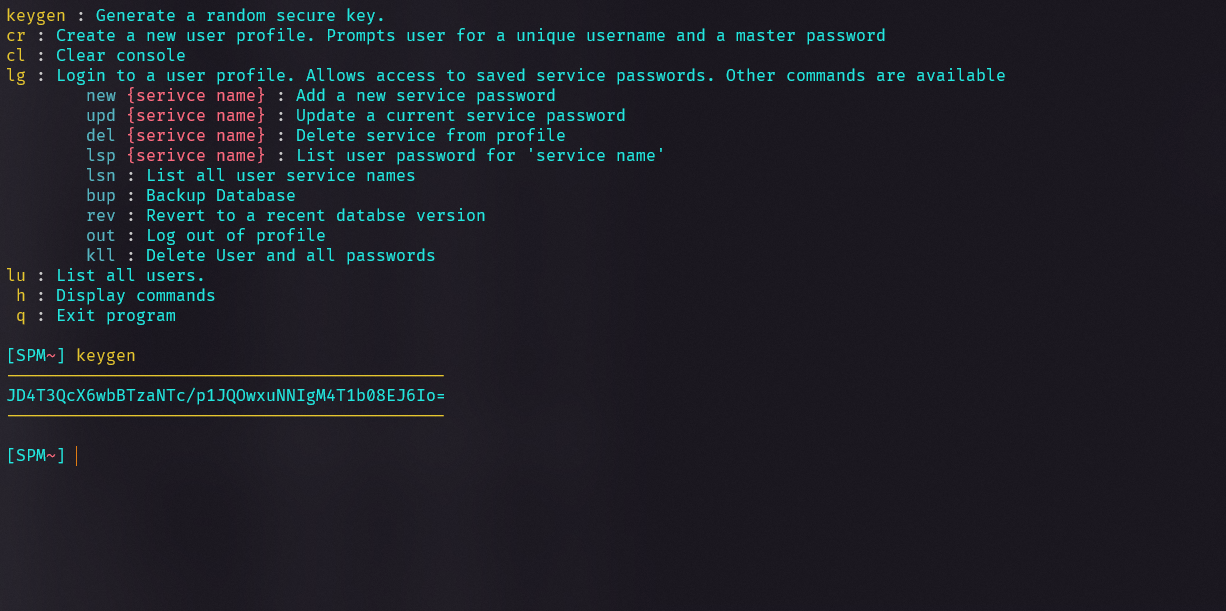 keygen : Generate a random secure key.
cr : Create a new user profile. Prompts user for a unique username and a master password
cl : Clear console
lg : Login to a user profile. Allows access to saved service passwords. Other commands are available
new {serivce name} : Add a new service password
upd {serivce name} : Update a current service password
del {serivce name} : Delete service from profile
lsp {serivce name} : List user password for 'service name'
lsn : List all user service names
bup : Backup Database
rev : Revert to a recent databse version
out : Log out of profile
kll : Delete User and all passwords
lu : List all users.
h : Display commands
q : Exit program
[SPM~] keygen
JD4T3QcX6wbBTzaNTc/p1JQOwxuNNIgM4T1b08EJ6Io=
[SPM~]